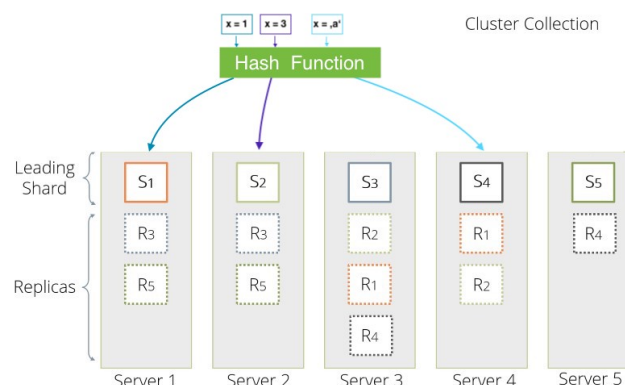 Cluster Collection
x = 1 x = 3 x = ‚a'
Hash Function
Leading
Shard
S1 S2 S3 S4 S5
Replicas
R3 R3 R2 R1 R4
R5 R5 R1 R2
R4
Server 1 Server 2 Server 3 Server 4 Server 5